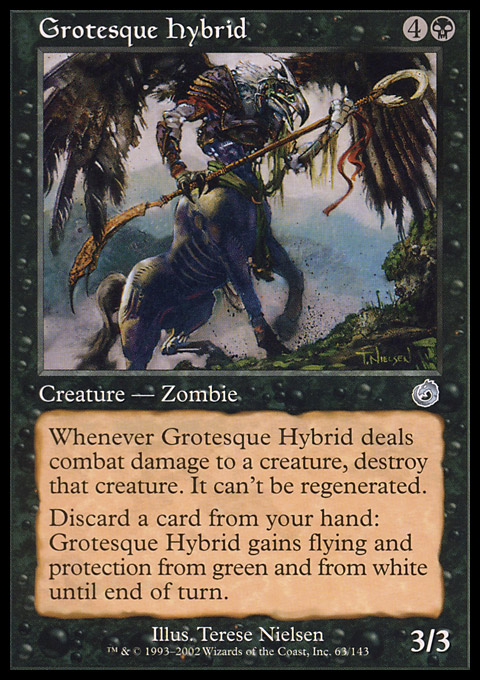 Grotesque Hybrid 4
T. NIELSEN
Creature — Zombie
Whenever Grotesque Hybrid deals
combat damage to a creature, destroy
that creature. It can't be regenerated.
Discard a card from your hand:
Grotesque Hybrid gains flying and
protection from green and from white
until end of turn.
Illus. Terese Nielsen
3/3
™ & © 1993–2002 Wizards of the Coast, Inc. 63/143